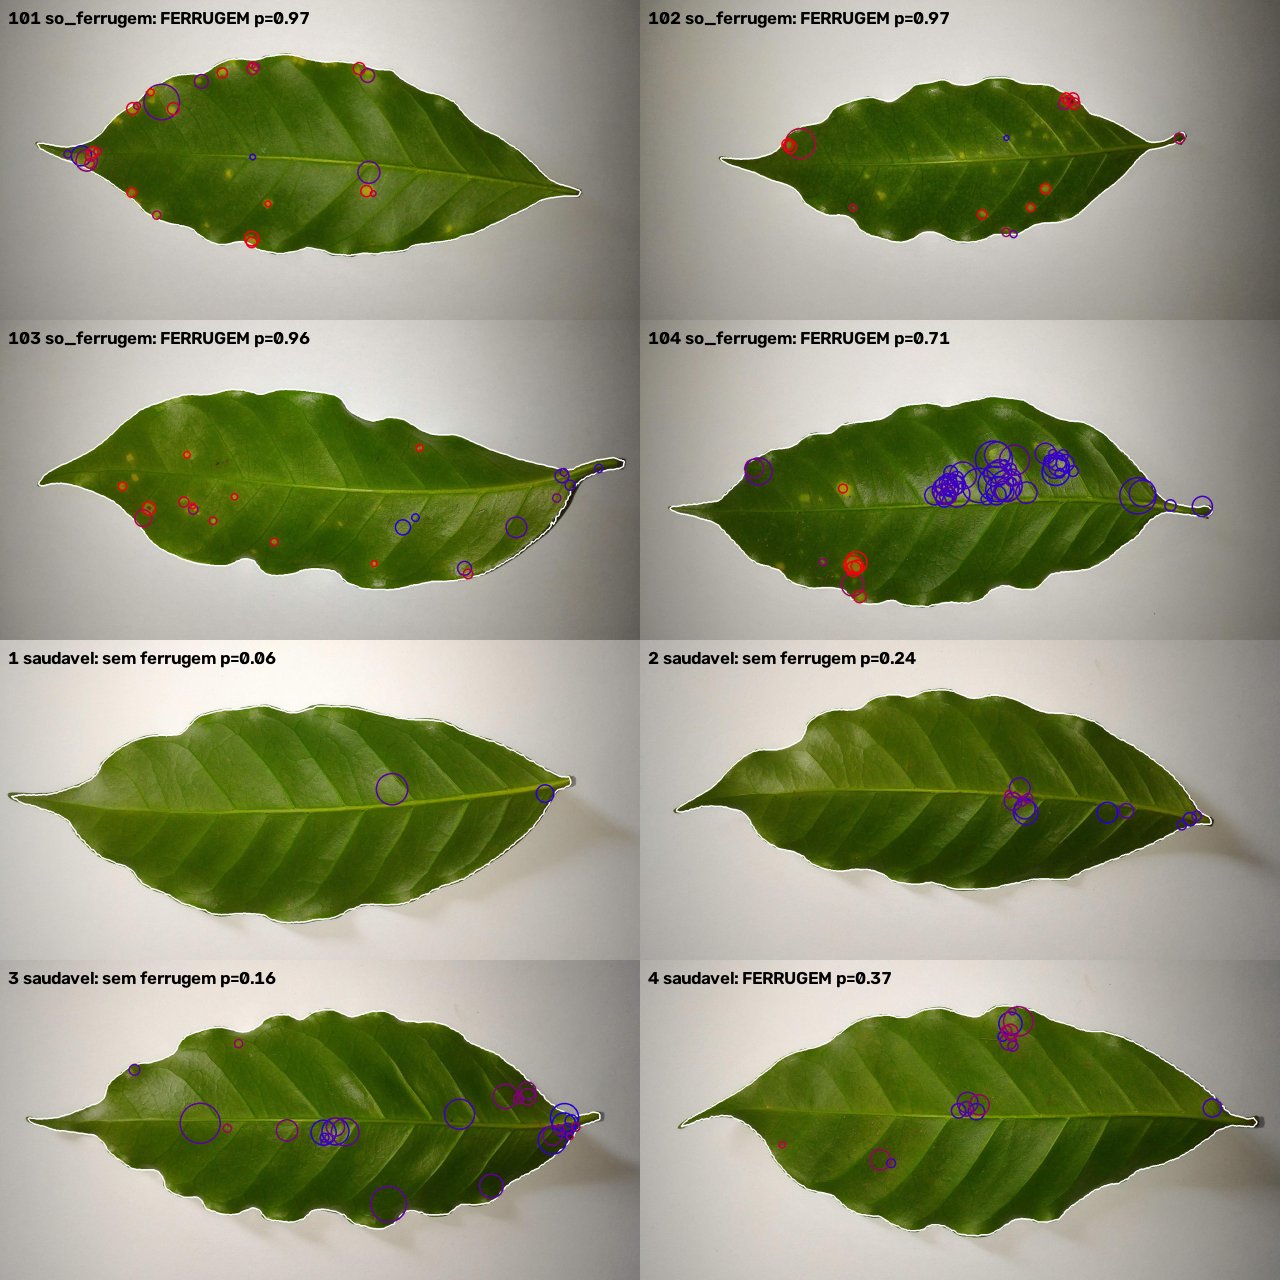 101 so_ferrugem: FERRUGEM p=0.97
102 so_ferrugem: FERRUGEM p=0.97
103 so_ferrugem: FERRUGEM p=0.96
104 so_ferrugem: FERRUGEM p=0.71
1 saudavel: sem ferrugem p=0.06
2 saudavel: sem ferrugem p=0.24
3 saudavel: sem ferrugem p=0.16
4 saudavel: FERRUGEM p=0.37